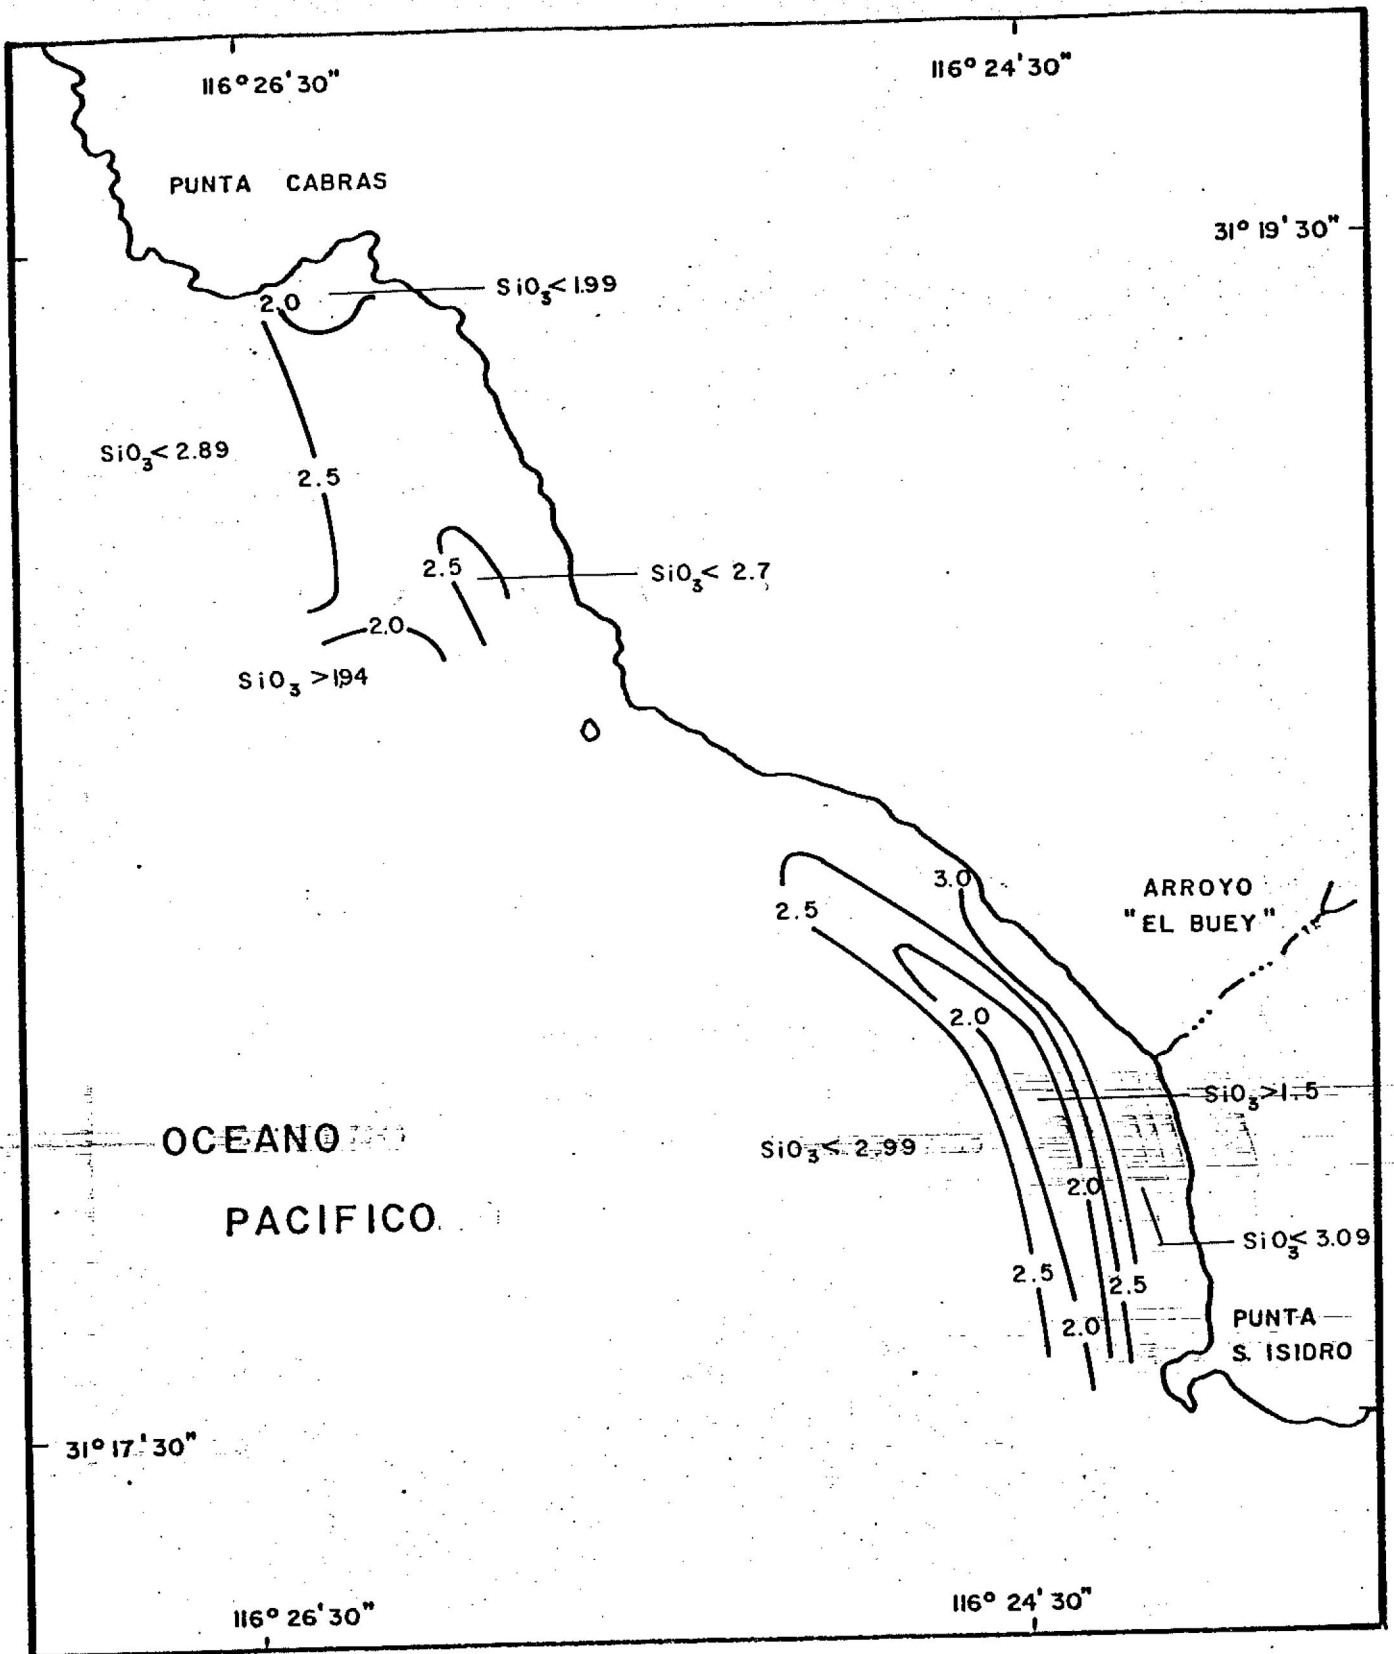 116° 26' 30"
116° 24' 30"
PUNTA CABRAS
31° 19' 30"
SiO3< 1.99
2.0
SiO3< 2.89
2.5
2.5
SiO3< 2.7
2.0
SiO3 >1.94
3.0
ARROYO
"EL BUEY"
2.5
2.0
SiO3>1.5
OCEANO
PACIFICO
SiO3< 2.99
2.0
SiO3< 3.09
2.5
2.5
2.0
PUNTA
S. ISIDRO
31° 17' 30"
116° 26' 30"
116° 24' 30"